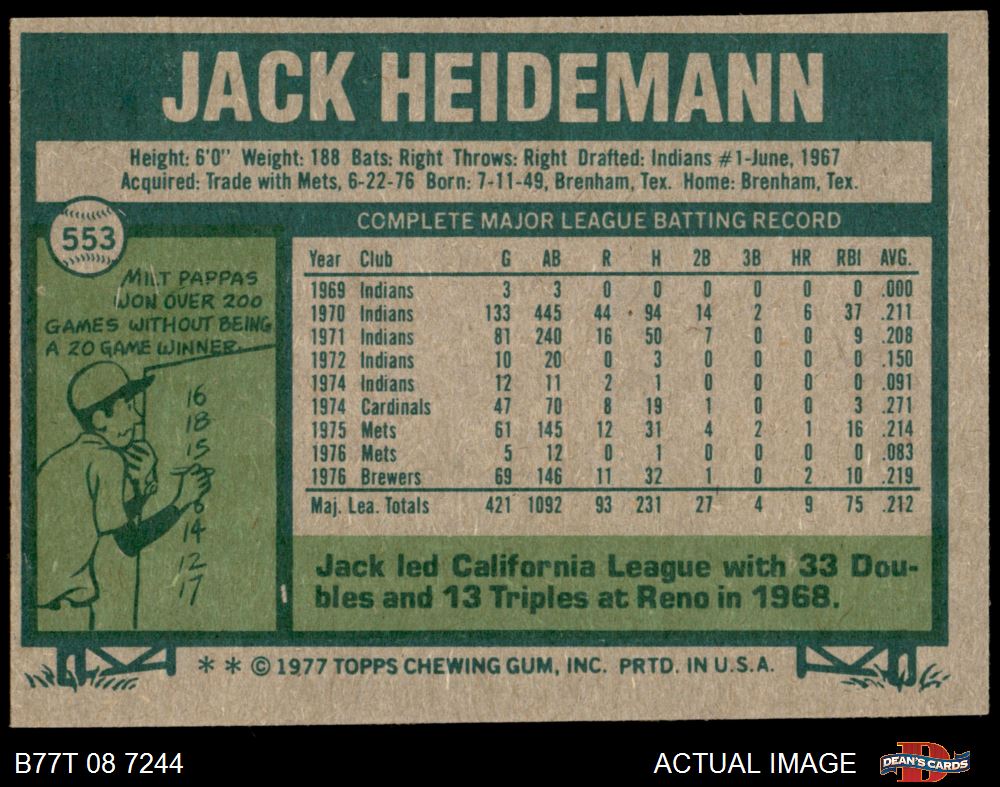 JACK HEIDEMANN
Height: 6'0" Weight: 188 Bats: Right Throws: Right Drafted: Indians #1-June, 1967
Acquired: Trade with Mets, 6-22-76 Born: 7-11-49, Brenham, Tex. Home: Brenham, Tex.
553
COMPLETE MAJOR LEAGUE BATTING RECORD
MILT PAPPAS
WON OVER 200
GAMES WITHOUT BEING
A 20 GAME WINNER.
16
18
15
6
14
12
17
Year Club G AB R H 2B 3B HR RBI AVG.
1969 Indians 3 3 0 0 0 0 0 0 .000
1970 Indians 133 445 44 94 14 2 6 37 .211
1971 Indians 81 240 16 50 7 0 0 9 .208
1972 Indians 10 20 0 3 0 0 0 0 .150
1974 Indians 12 11 2 1 0 0 0 0 .091
1974 Cardinals 47 70 8 19 1 0 0 3 .271
1975 Mets 61 145 12 31 4 2 1 16 .214
1976 Mets 5 12 0 1 0 0 0 0 .083
1976 Brewers 69 146 11 32 1 0 2 10 .219
Maj. Lea. Totals 421 1092 93 231 27 4 9 75 .212
Jack led California League with 33 Dou-
bles and 13 Triples at Reno in 1968.
* * © 1977 TOPPS CHEWING GUM, INC. PRTD. IN U.S.A.
B77T 08 7244
ACTUAL IMAGE
DEAN'S CARDS